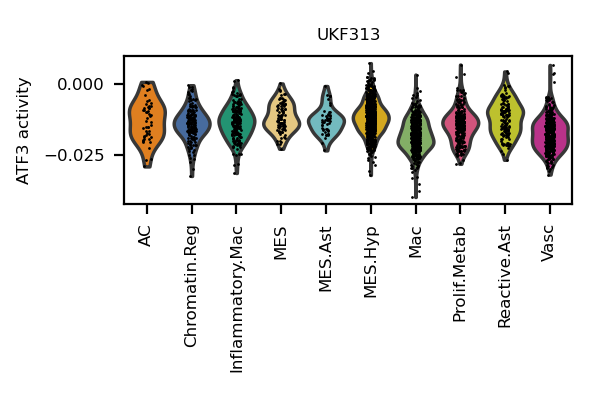 UKF313
ATF3 activity
0.000
−0.025
AC
Chromatin.Reg
Inflammatory.Mac
MES
MES.Ast
MES.Hyp
Mac
Prolif.Metab
Reactive.Ast
Vasc